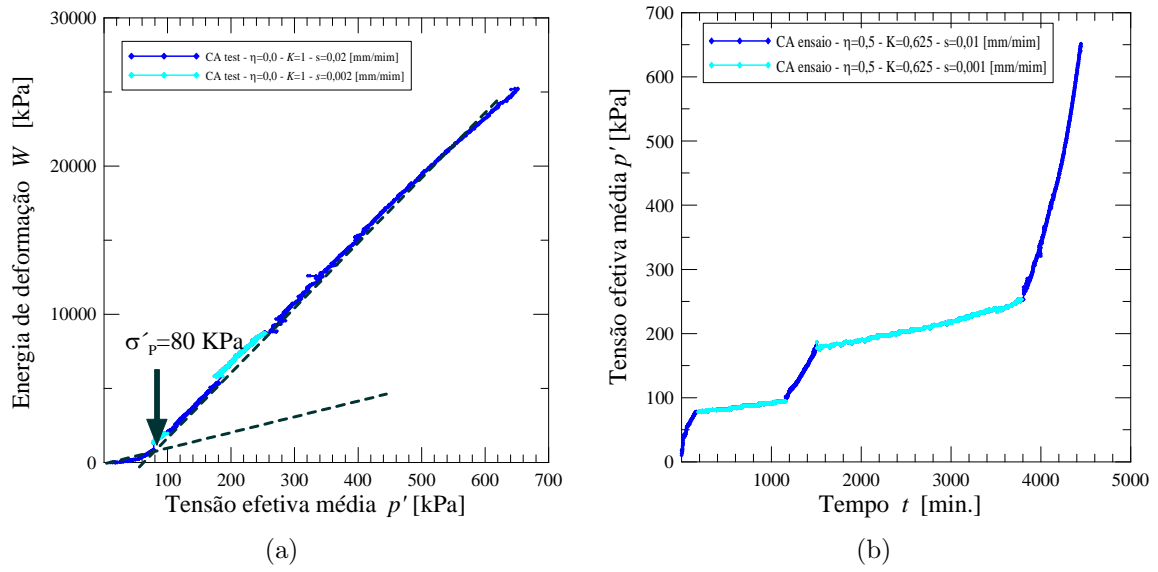 30000
CA test - η=0,0 - K=1 - s=0,02 [mm/mim]
CA test - η=0,0 - K=1 - s=0,002 [mm/mim]
20000
10000
0
Energia de deformação W [kPa]
σ´P=80 KPa
0 100 200 300 400 500 600 700
Tensão efetiva média p' [kPa]
(a)
700
CA ensaio - η=0,5 - K=0,625 - s=0,01 [mm/mim]
CA ensaio - η=0,5 - K=0,625 - s=0,001 [mm/mim]
600
500
400
300
200
100
0
Tensão efetiva média p' [kPa]
1000 2000 3000 4000 5000
Tempo t [min.]
(b)